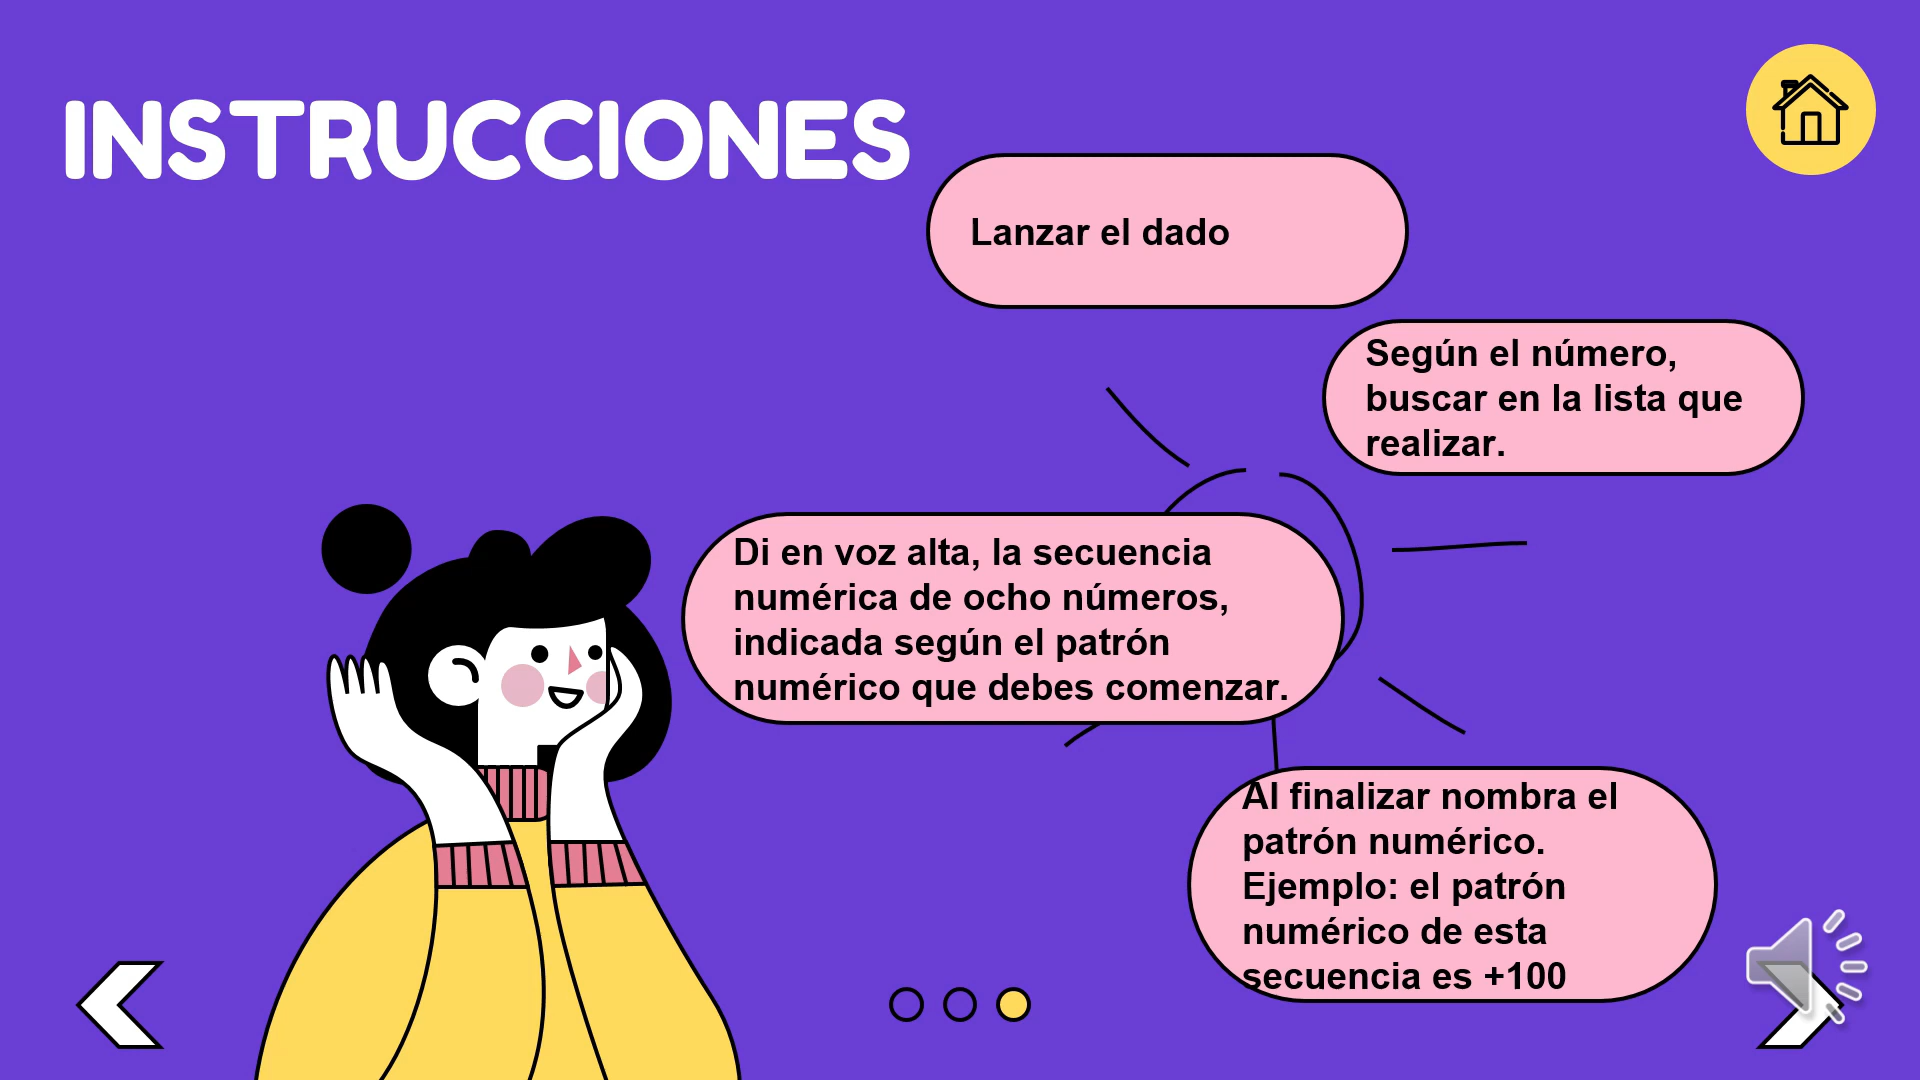 INSTRUCCIONES
Lanzar el dado
Según el número,
buscar en la lista que
realizar.
Di en voz alta, la secuencia
numérica de ocho números,
indicada según el patrón
numérico que debes comenzar.
Al finalizar nombra el
patrón numérico.
Ejemplo: el patrón
numérico de esta
secuencia es +100